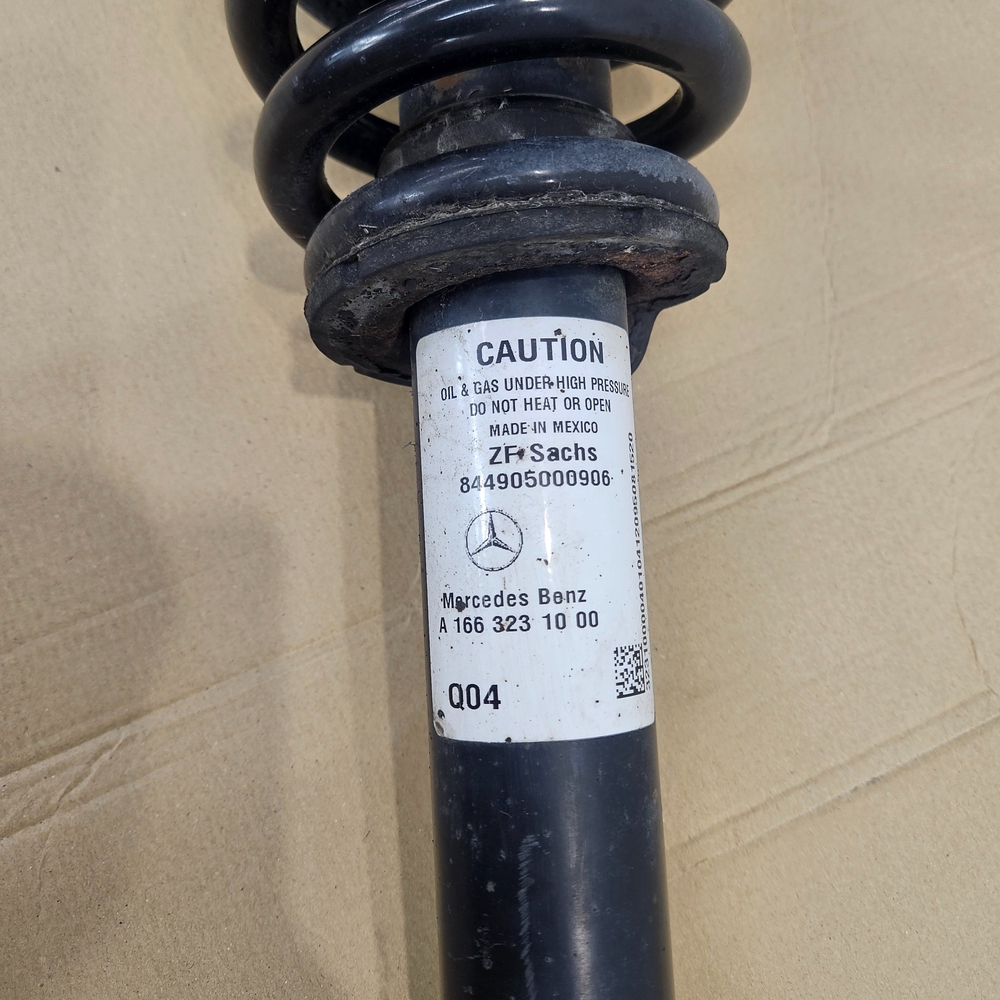 CAUTION
OIL & GAS UNDER HIGH PRESSURE
DO NOT HEAT OR OPEN
MADE IN MEXICO
ZF Sachs
844905000906
Mercedes Benz
A 166 323 10 00
Q04